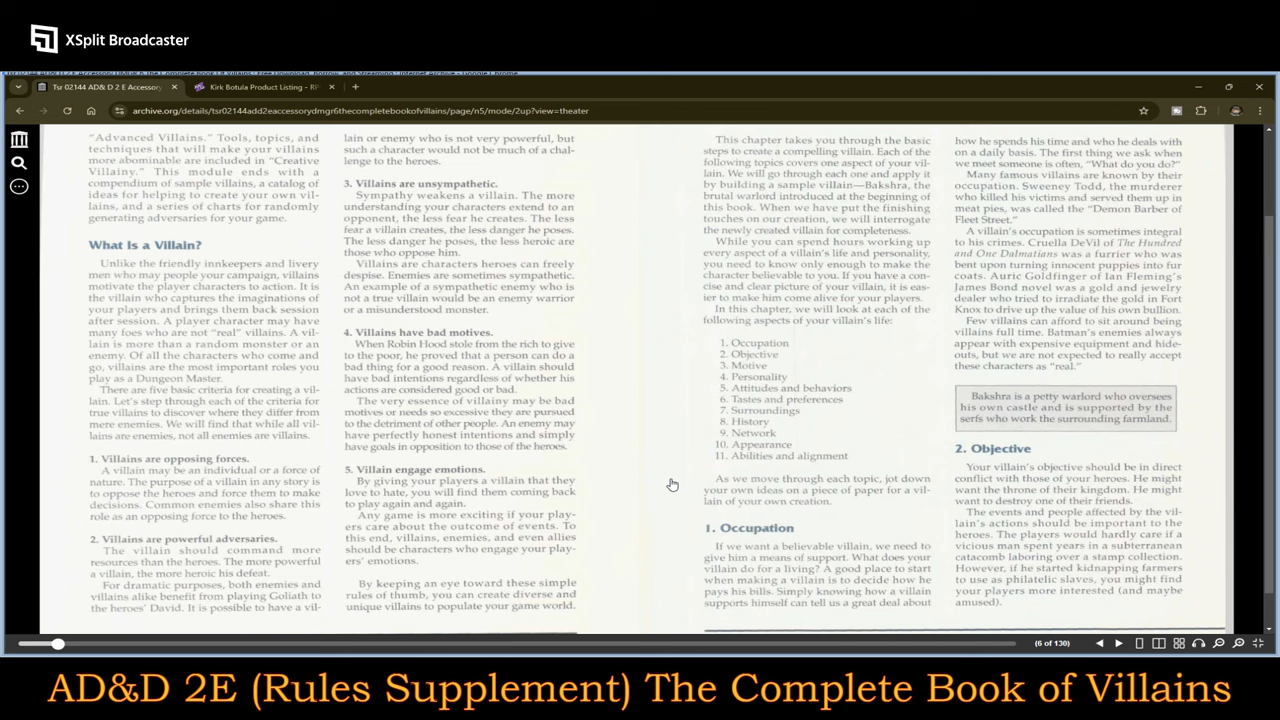 XSplit Broadcaster
Tsr 02144 AD& D 2 E Accessory
Kirk Botula Product Listing - RP
archive.org/details/tsr02144add2eaccessorydmgr6thecompletebookofvillains/page/n5/mode/2up?view=theater
"Advanced Villains." Tools, topics, and
techniques that will make your villains
more abominable are included in "Creative
Villainy." This module ends with a
compendium of sample villains, a catalog of
ideas for helping to create your own vil-
lains, and a series of charts for randomly
generating adversaries for your game.
What Is a Villain?
Unlike the friendly innkeepers and livery
men who may people your campaign, villains
motivate the player characters to action. It is
the villain who captures the imaginations of
your players and brings them back session
after session. A player character may have
many foes who are not "real" villains. A vil-
lain is more than a random monster or an
enemy. Of all the characters who come and
go, villains are the most important roles you
play as a Dungeon Master.
There are five basic criteria for creating a vil-
lain. Let's step through each of the criteria for
true villains to discover where they differ from
mere enemies. We will find that while all vil-
lains are enemies, not all enemies are villains.
1. Villains are opposing forces.
A villain may be an individual or a force of
nature. The purpose of a villain in any story is
to oppose the heroes and force them to make
decisions. Common enemies also share this
role as an opposing force to the heroes.
2. Villains are powerful adversaries.
The villain should command more
resources than the heroes. The more powerful
a villain, the more heroic his defeat.
For dramatic purposes, both enemies and
villains alike benefit from playing Goliath to
the heroes' David. It is possible to have a vil-
lain or enemy who is not very powerful, but
such a character would not be much of a chal-
lenge to the heroes.
3. Villains are unsympathetic.
Sympathy weakens a villain. The more
understanding your characters extend to an
opponent, the less fear he creates. The less
fear a villain creates, the less danger he poses.
The less danger he poses, the less heroic are
those who oppose him.
Villains are characters heroes can freely
despise. Enemies are sometimes sympathetic.
An example of a sympathetic enemy who is
not a true villain would be an enemy warrior
or a misunderstood monster.
4. Villains have bad motives.
When Robin Hood stole from the rich to give
to the poor, he proved that a person can do a
bad thing for a good reason. A villain should
have bad intentions regardless of whether his
actions are considered good or bad.
The very essence of villainy may be bad
motives or needs so excessive they are pursued
to the detriment of other people. An enemy may
have perfectly honest intentions and simply
have goals in opposition to those of the heroes.
5. Villain engage emotions.
By giving your players a villain that they
love to hate, you will find them coming back
to play again and again.
Any game is more exciting if your play-
ers care about the outcome of events. To
this end, villains, enemies, and even allies
should be characters who engage your play-
ers' emotions.
By keeping an eye toward these simple
rules of thumb, you can create diverse and
unique villains to populate your game world.
This chapter takes you through the basic
steps to create a compelling villain. Each of the
following topics covers one aspect of your vil-
lain. We will go through each one and apply it
by building a sample villain—Bakshra, the
brutal warlord introduced at the beginning of
this book. When we have put the finishing
touches on our creation, we will interrogate
the newly created villain for completeness.
While you can spend hours working up
every aspect of a villain's life and personality,
you need to know only enough to make the
character believable to you. If you have a con-
cise and clear picture of your villain, it is eas-
ier to make him come alive for your players.
In this chapter, we will look at each of the
following aspects of your villain's life:
1. Occupation
2. Objective
3. Motive
4. Personality
5. Attitudes and behaviors
6. Tastes and preferences
7. Surroundings
8. History
9. Network
10. Appearance
11. Abilities and alignment
As we move through each topic, jot down
your own ideas on a piece of paper for a vil-
lain of your own creation.
1. Occupation
If we want a believable villain, we need to
give him a means of support. What does your
villain do for a living? A good place to start
when making a villain is to decide how he
pays his bills. Simply knowing how a villain
supports himself can tell us a great deal about
how he spends his time and who he deals with
on a daily basis. The first thing we ask when
we meet someone is often, "What do you do?"
Many famous villains are known by their
occupation. Sweeney Todd, the murderer
who killed his victims and served them up in
meat pies, was called the "Demon Barber of
Fleet Street."
A villain's occupation is sometimes integral
to his crimes. Cruella DeVil of The Hundred
and One Dalmatians was a furrier who was
bent upon turning innocent puppies into fur
coats. Auric Goldfinger of Ian Fleming's
James Bond novel was a gold and jewelry
dealer who tried to irradiate the gold in Fort
Knox to drive up the value of his own bullion.
Few villains can afford to sit around being
villains full time. Batman's enemies always
appear with expensive equipment and hide-
outs, but we are not expected to really accept
these characters as "real."
Bakshra is a petty warlord who oversees
his own castle and is supported by the
serfs who work the surrounding farmland.
2. Objective
Your villain's objective should be in direct
conflict with those of your heroes. He might
want the throne of their kingdom. He might
want to destroy one of their friends.
The events and people affected by the vil-
lain's actions should be important to the
heroes. The players would hardly care if a
vicious man spent years in a subterranean
catacomb laboring over a stamp collection.
However, if he started kidnapping farmers
to use as philatelic slaves, you might find
your players more interested (and maybe
amused).
(6 of 130)
AD&D 2E (Rules Supplement) The Complete Book of Villains